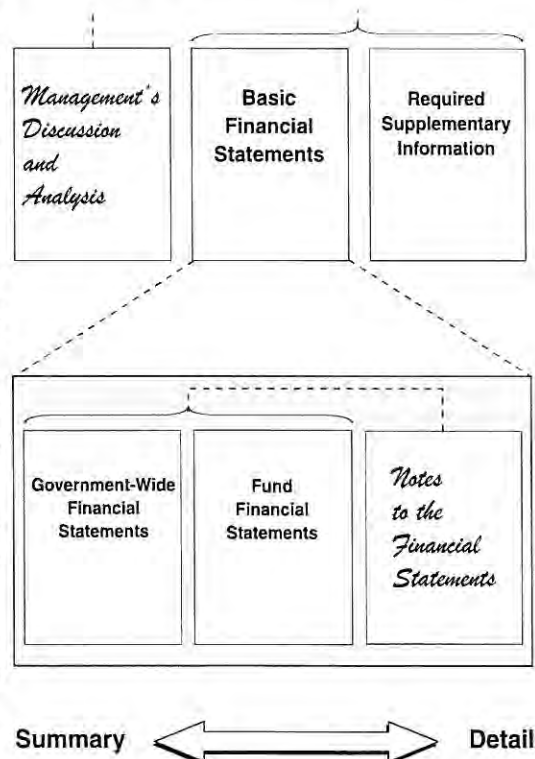 Management's
Discussion
and
Analysis
Basic
Financial
Statements
Required
Supplementary
Information
Government-Wide
Financial
Statements
Fund
Financial
Statements
Notes
to the
Financial
Statements
Summary
Detail